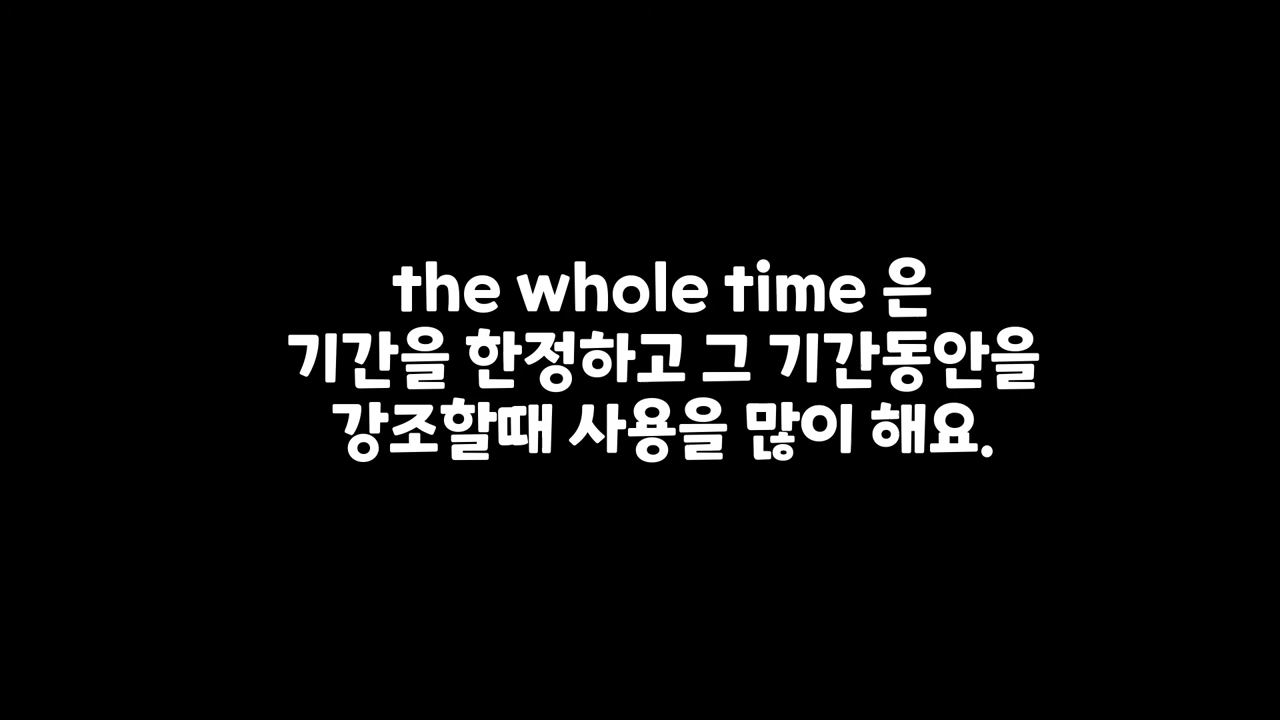 the whole time 은
기간을 한정하고 그 기간동안을
강조할때 사용을 많이 해요.